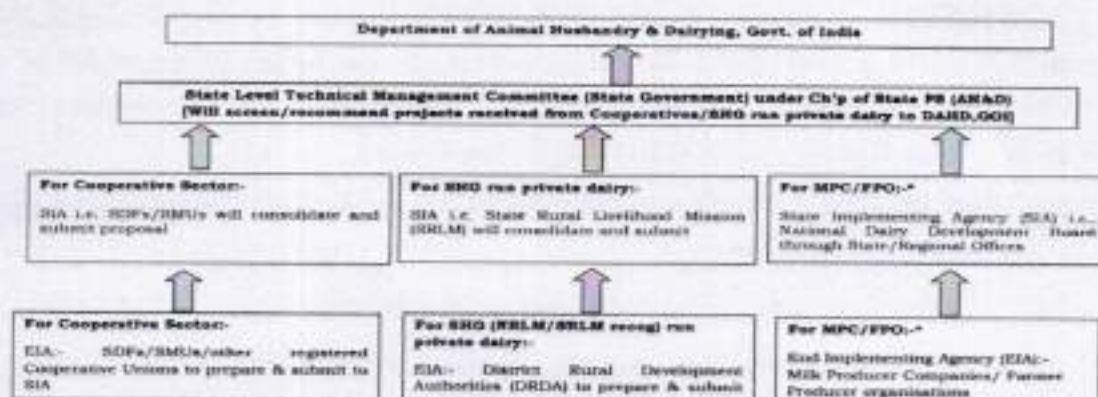 Department of Animal Husbandry & Dairying, Govt. of India
State Level Technical Management Committee (State Government) under Ch'p of State PS (AH&D)
[Will screen/recommend projects received from Cooperatives/SHG run private dairy to DAHD,GOI]
For Cooperative Sector:-
SIA i.e. SDFs/SMUs will consolidate and
submit proposal
For SHG run private dairy:-
SIA i.e. State Rural Livelihood Mission
(SRLM) will consolidate and submit
For MPC/FPO:-*
State Implementing Agency (SIA) i.e.,
National Dairy Development Board
through State/Regional Offices
For Cooperative Sector:-
EIA:- SDFs/SMUs/other registered
Cooperative Unions to prepare & submit to
SIA
For SHG (NRLM/SRLM recog) run
private dairy:-
EIA:- District Rural Development
Authorities (DRDA) to prepare & submit
For MPC/FPO:-*
End Implementing Agency (EIA):-
Milk Producer Companies/ Farmer
Producer organisations